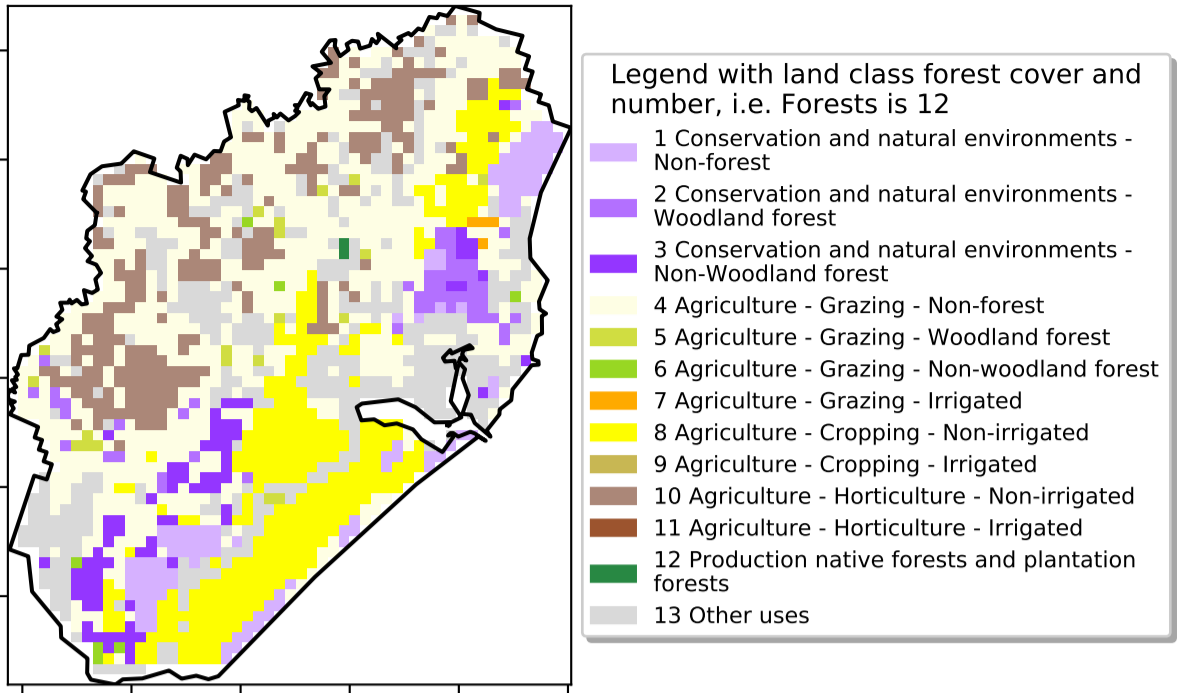 Legend with land class forest cover and
number, i.e. Forests is 12
1 Conservation and natural environments -
Non-forest
2 Conservation and natural environments -
Woodland forest
3 Conservation and natural environments -
Non-Woodland forest
4 Agriculture - Grazing - Non-forest
5 Agriculture - Grazing - Woodland forest
6 Agriculture - Grazing - Non-woodland forest
7 Agriculture - Grazing - Irrigated
8 Agriculture - Cropping - Non-irrigated
9 Agriculture - Cropping - Irrigated
10 Agriculture - Horticulture - Non-irrigated
11 Agriculture - Horticulture - Irrigated
12 Production native forests and plantation
forests
13 Other uses